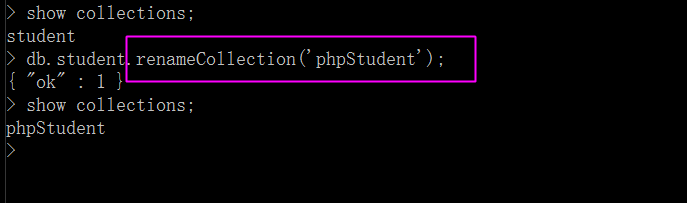 > show collections;
student
> db.student.renameCollection('phpStudent');
{ "ok" : 1 }
> show collections;
phpStudent
>